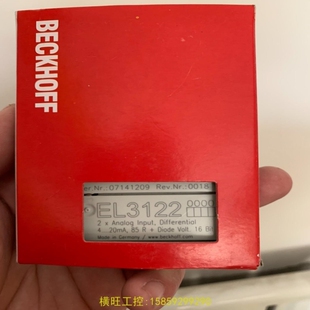 BECKHOFF
er Nr.: 07141209 Rev.Nr.: 0018
EL3122
2 x Analog Input, Differential
4...20mA, 85 R + Diode Volt, 16 Bi
Made in Germany / www.beckhoff.com
横旺工控: